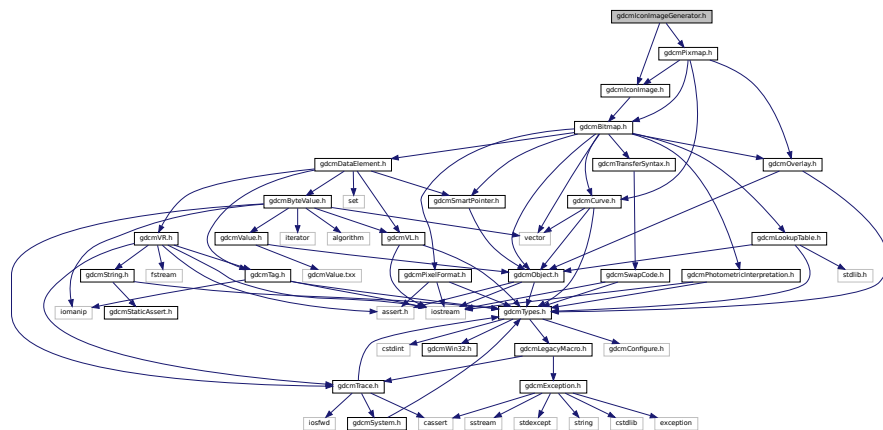 gdcmIconImageGenerator.h
gdcmPixmap.h
gdcmIconImage.h
gdcmBitmap.h
gdcmDataElement.h
gdcmTransferSyntax.h
gdcmOverlay.h
gdcmByteValue.h
set
gdcmSmartPointer.h
gdcmCurve.h
gdcmVR.h
gdcmValue.h
iterator
algorithm
gdcmVL.h
vector
gdcmLookupTable.h
gdcmString.h
fstream
gdcmTag.h
gdcmValue.txx
gdcmPixelFormat.h
gdcmObject.h
gdcmSwapCode.h
gdcmPhotometricInterpretation.h
stdlib.h
iomanip
gdcmStaticAssert.h
assert.h
iostream
gdcmTypes.h
cstdint
gdcmWin32.h
gdcmLegacyMacro.h
gdcmConfigure.h
gdcmTrace.h
gdcmException.h
iosfwd
gdcmSystem.h
cassert
sstream
stdexcept
string
cstdlib
exception